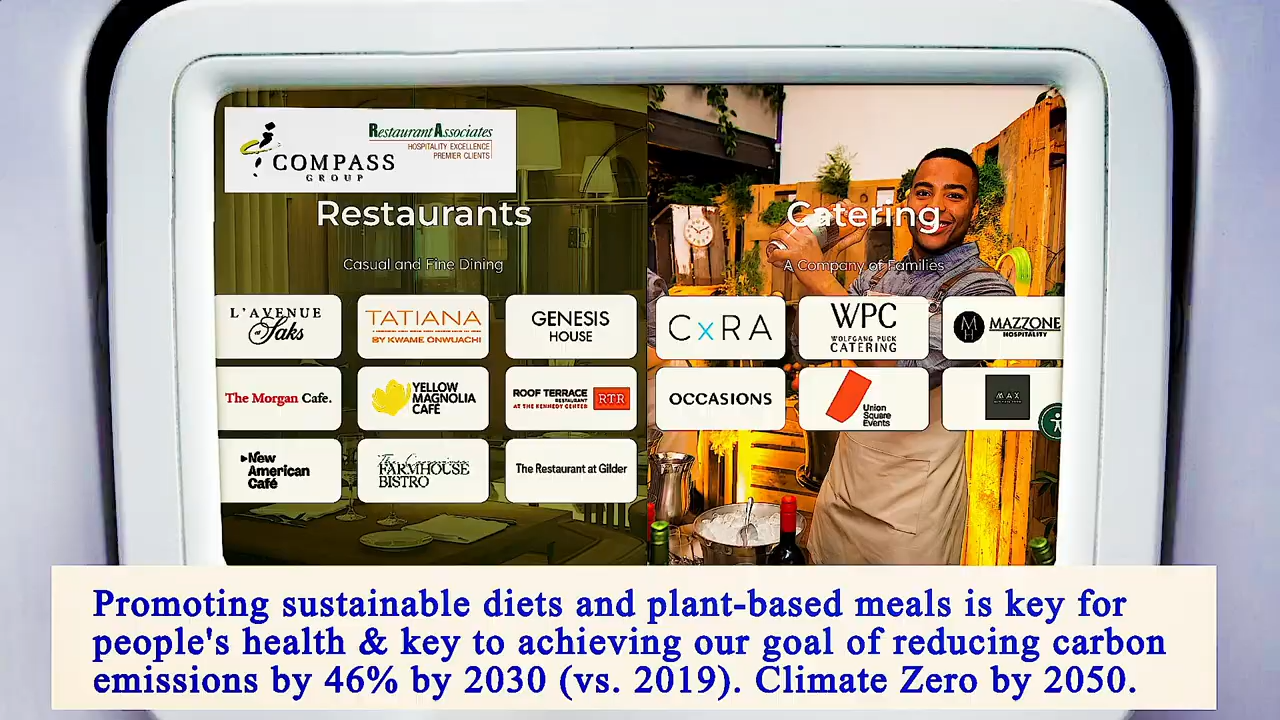 COMPASS
GROUP
Restaurant Associates
HOSPITALITY EXCELLENCE
PREMIER CLIENTS
Restaurants
Casual and Fine Dining
L'AVENUE
at Saks
TATIANA
BY KWAME ONWUACHI
GENESIS
HOUSE
The Morgan Cafe.
YELLOW
MAGNOLIA
CAFÉ
ROOF TERRACE
RESTAURANT
AT THE KENNEDY CENTER
RTR
New
American
Café
FARMHOUSE
BISTRO
The Restaurant at Gilder
Catering
A Company of Families
CxRA
WPC
WOLFGANG PUCK
CATERING
MH
MAZZONE
HOSPITALITY
OCCASIONS
Union
Square
Events
MAX
Promoting sustainable diets and plant-based meals is key for
people's health & key to achieving our goal of reducing carbon
emissions by 46% by 2030 (vs. 2019). Climate Zero by 2050.